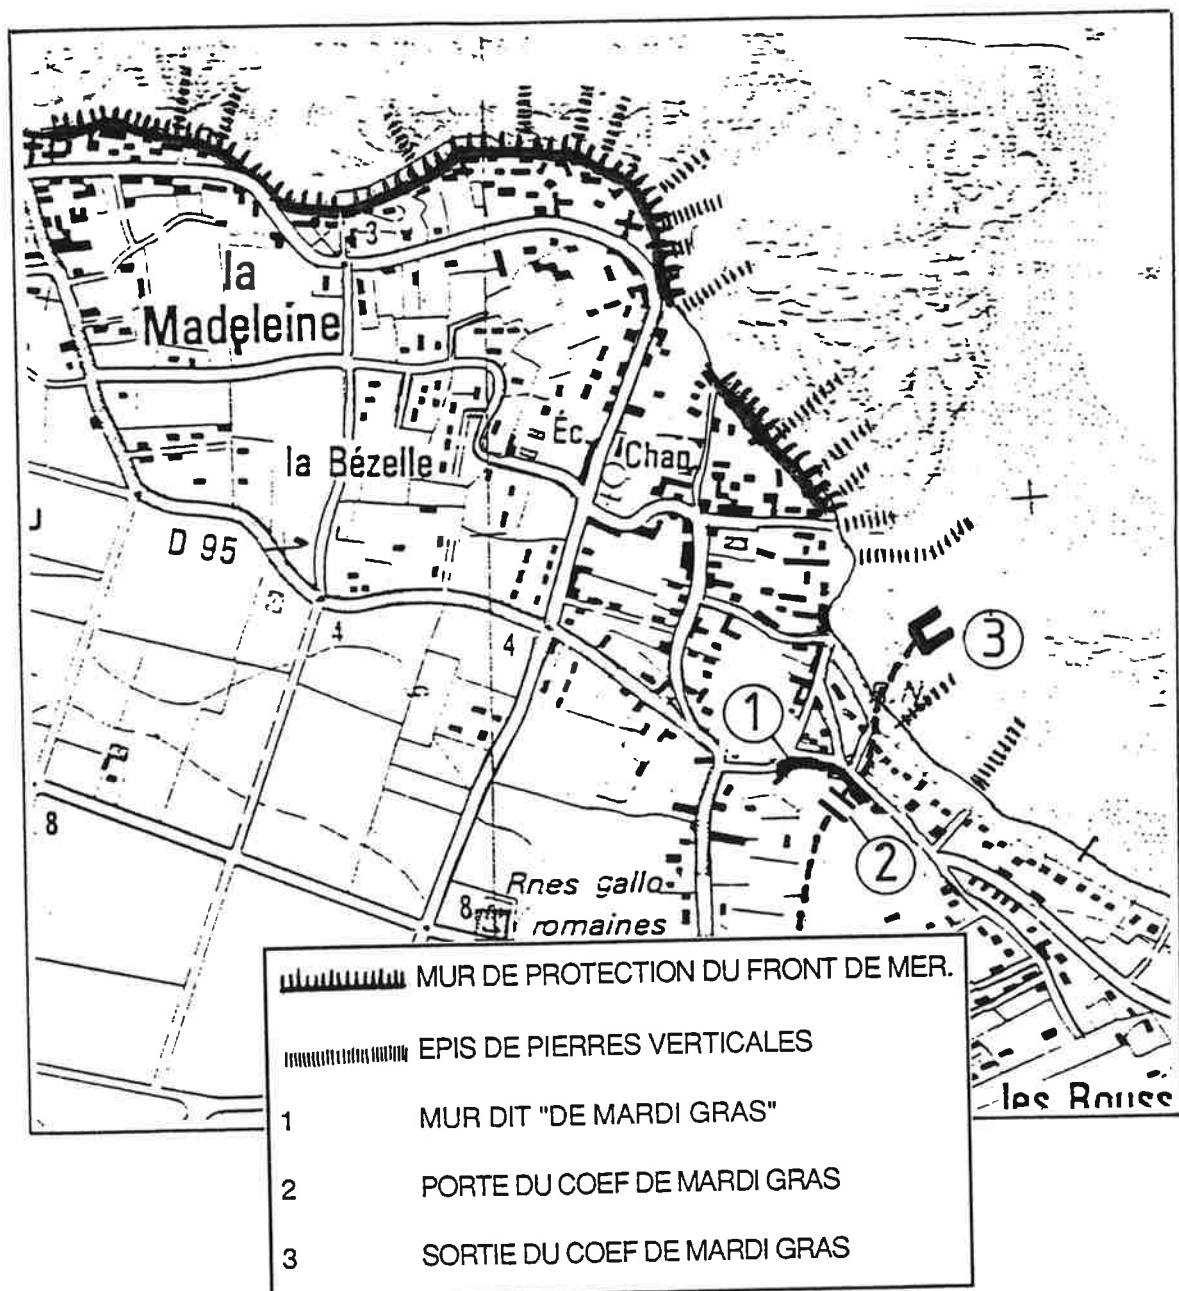 3
la
Madeleine
Éc.
Chap.
la Bézelle
D 95
4
4
3
1
2
8
8
Rnes gallo-
romaines
MUR DE PROTECTION DU FRONT DE MER.
EPIS DE PIERRES VERTICALES
1 MUR DIT "DE MARDI GRAS"
2 PORTE DU COEF DE MARDI GRAS
3 SORTIE DU COEF DE MARDI GRAS
les